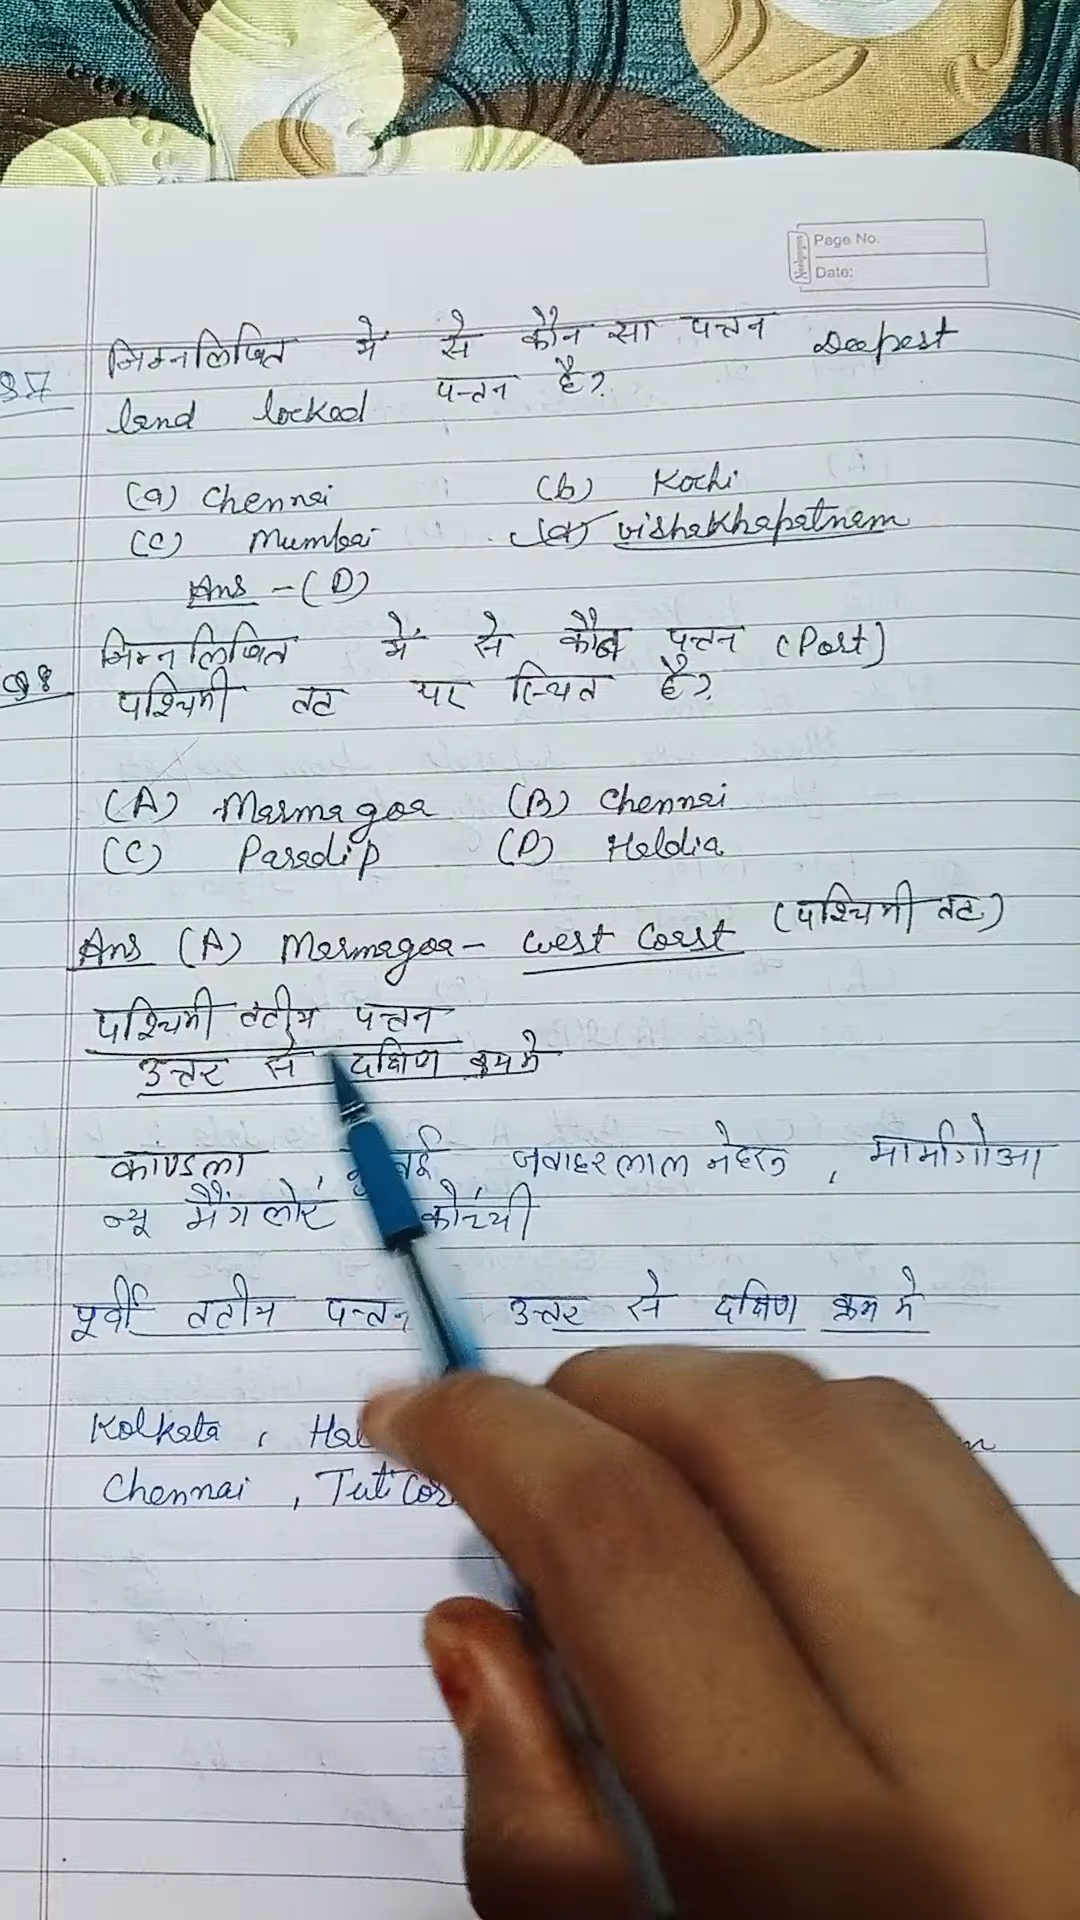 Page No.
Date:
निम्नलिखित में से कौन सा पत्तन Deepest
land locked पत्तन है?
(a) Chennai (b) Kochi
(c) Mumbai (d) vishakhapatnam
Ans - (D)
Q8 निम्नलिखित में से कौन पत्तन (Port)
पश्चिमी तट पर स्थित है?
(A) Marmagoa (B) Chennai
(C) Paradip (D) Haldia
Ans (A) Marmagoa - West Coast (पश्चिमी तट)
पश्चिमी तटीय पत्तन
उत्तर से दक्षिण क्रम मे
कांण्डला , जवाहरलाल नेहरू , मार्मागोआ
न्यू मैंगलोर कोच्ची
पूर्वी तटीय पत्तन उत्तर से दक्षिण क्रम मे
Kolkata ,
Chennai ,